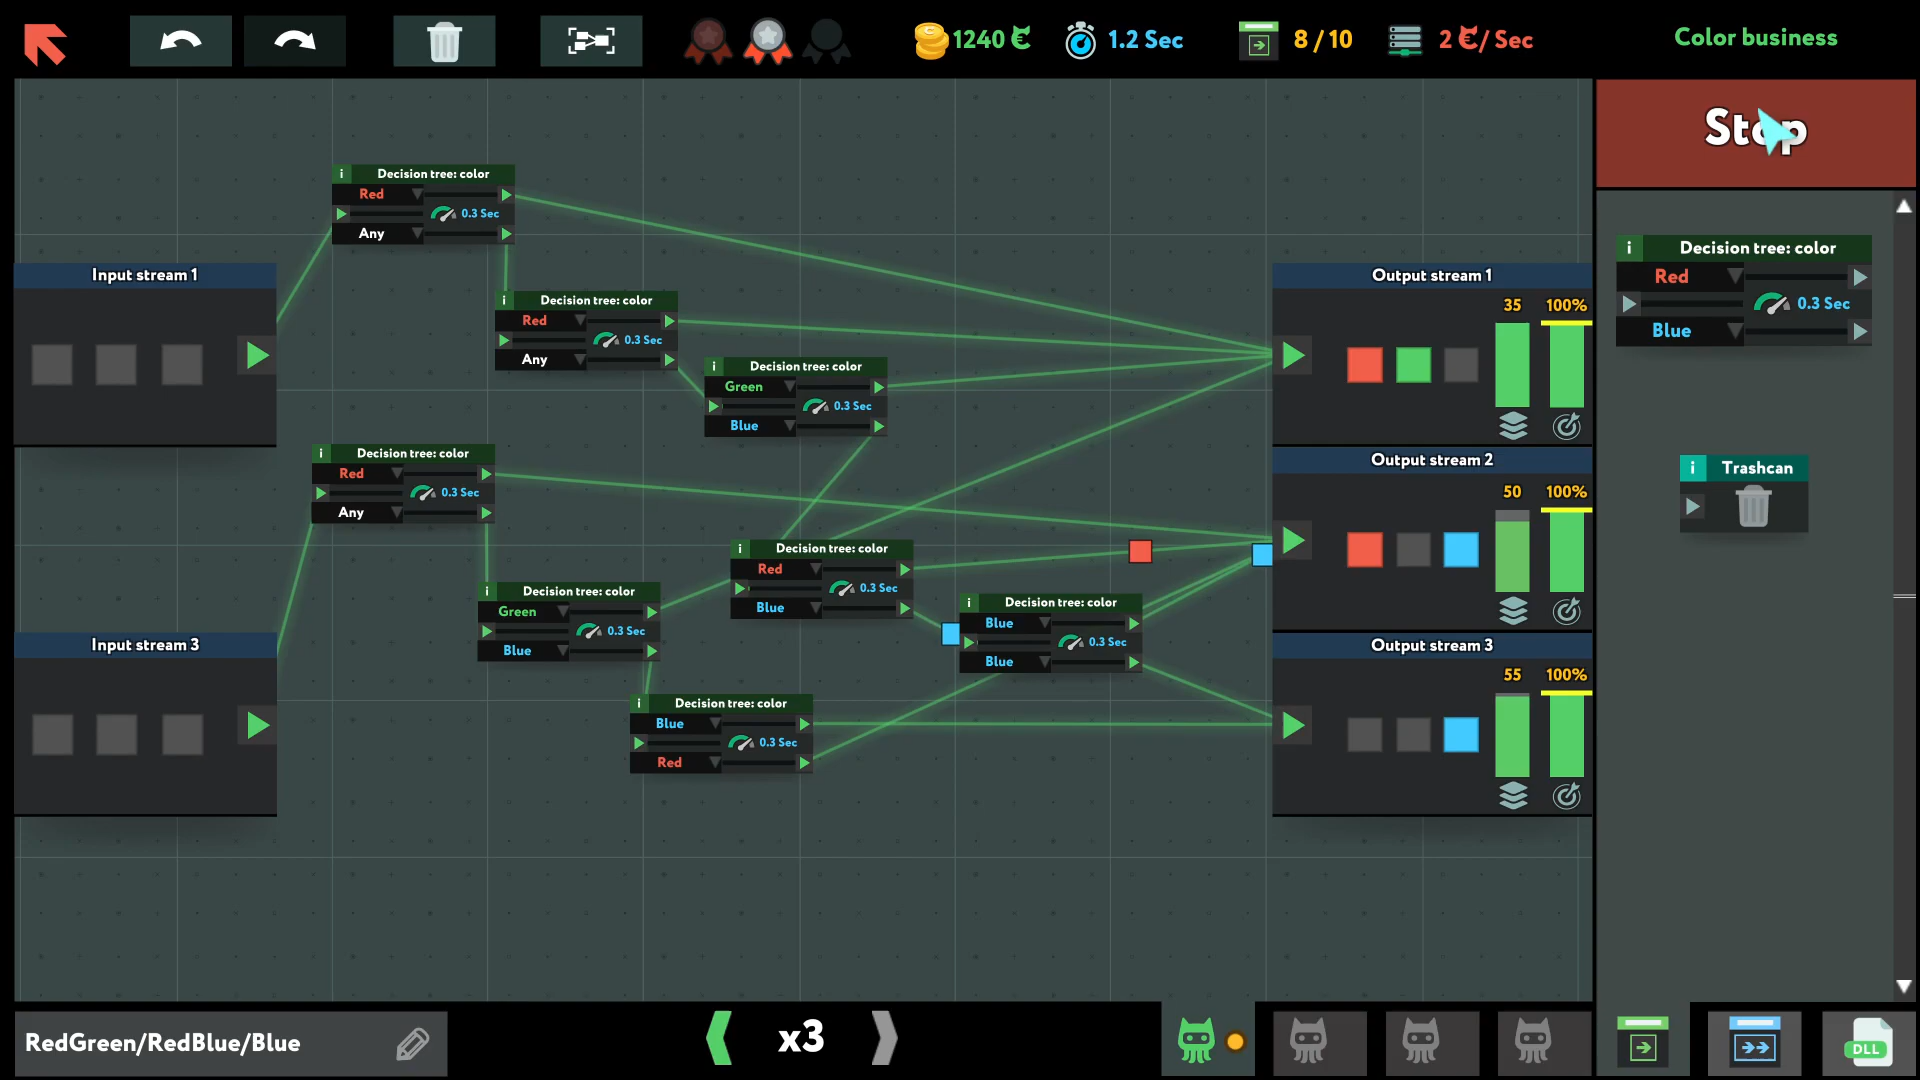 1240
1.2 Sec
8 / 10
2 / Sec
Color business
Stop
Decision tree: color
Red
0.3 Sec
Any
Input stream 1
Decision tree: color
Red
0.3 Sec
Any
Decision tree: color
Green
0.3 Sec
Blue
Decision tree: color
Red
0.3 Sec
Any
Decision tree: color
Red
0.3 Sec
Blue
Decision tree: color
Green
0.3 Sec
Blue
Decision tree: color
Blue
0.3 Sec
Blue
Input stream 3
Decision tree: color
Blue
0.3 Sec
Red
Output stream 1
35 100%
Output stream 2
50 100%
Output stream 3
55 100%
i Decision tree: color
Red
0.3 Sec
Blue
i Trashcan
RedGreen/RedBlue/Blue
x3
DLL